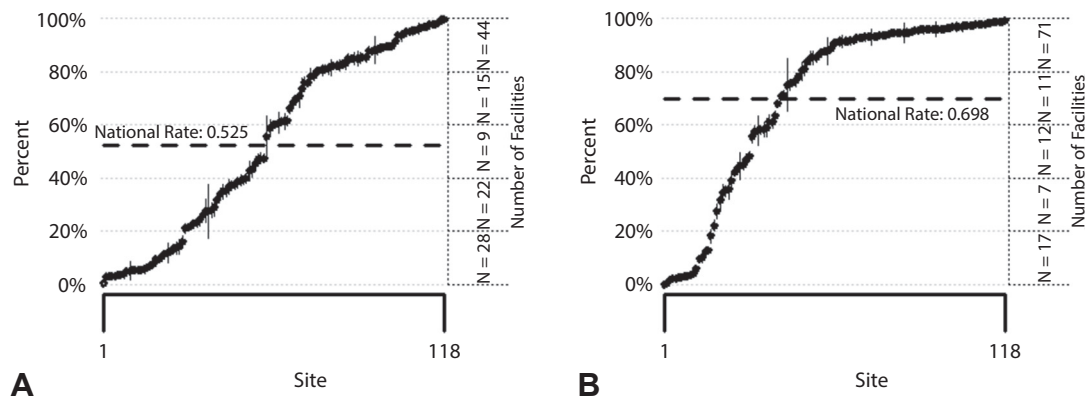 100%
80%
60%
40%
20%
0%
Percent
National Rate: 0.525
N = 44
N = 15
N = 9
N = 22
N = 28
Number of Facilities
1
118
Site
A
100%
80%
60%
40%
20%
0%
Percent
National Rate: 0.698
N = 71
N = 11
N = 12
N = 7
N = 17
Number of Facilities
1
118
Site
B